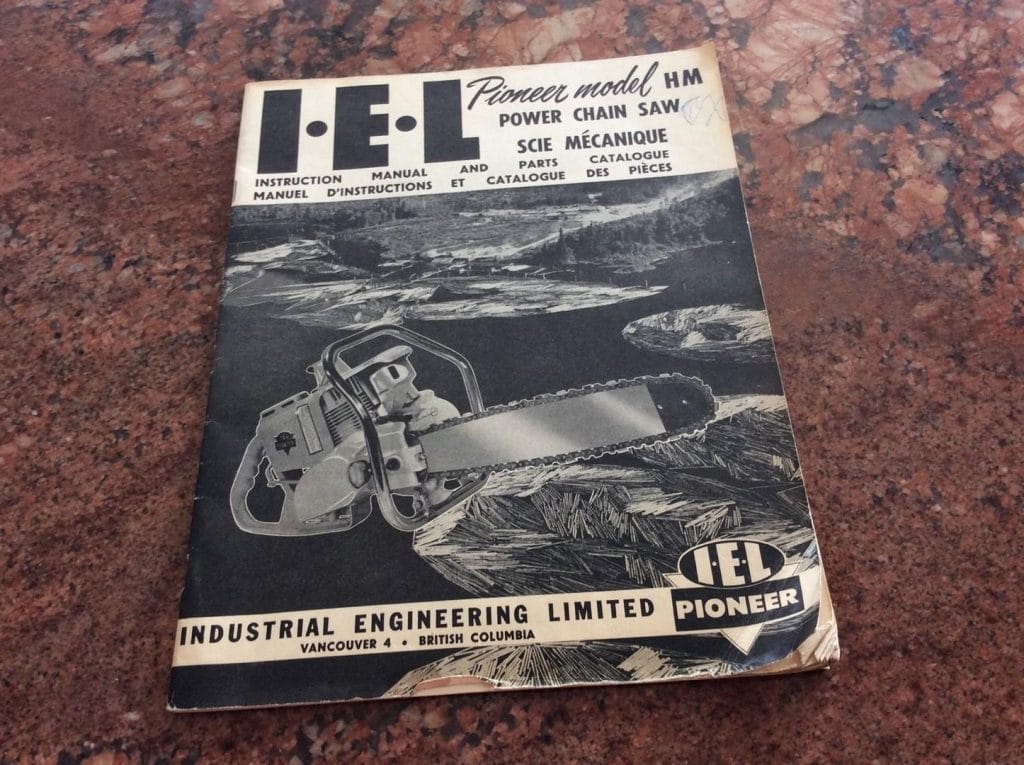 I·E·L Pioneer model HM
POWER CHAIN SAW
SCIE MÉCANIQUE
INSTRUCTION MANUAL AND PARTS CATALOGUE
MANUEL D'INSTRUCTIONS ET CATALOGUE DES PIÈCES
I·E·L
PIONEER
INDUSTRIAL ENGINEERING LIMITED
VANCOUVER 4 • BRITISH COLUMBIA